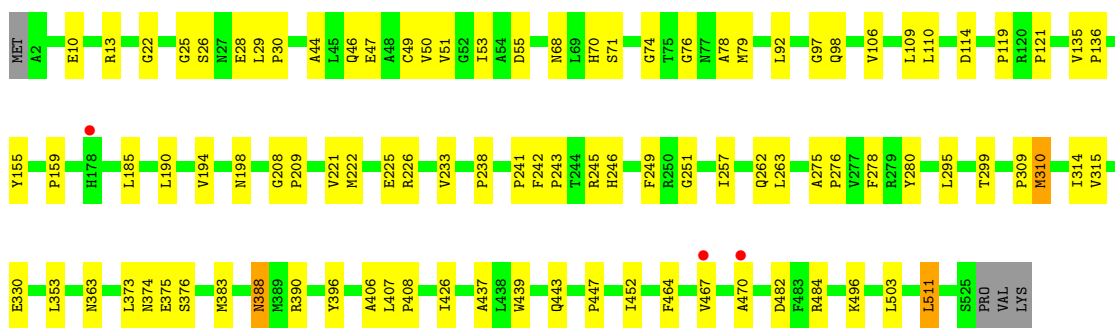 MET A2 E10 R13 G22 G25 S26 N27 E28 L29 P30 A44 L45 Q46 E47 A48 C49 V50 V51 G52 I53 A54 D55 N68 L69 H70 S71 G74 T75 G76 N77 A78 M79 L92 G97 Q98 V106 L109 L110 D114 P119 R120 P121 V135 P136
Y155 P159 H178 L185 L190 V194 N198 G208 P209 V221 M222 E225 R226 V233 P238 P241 F242 P243 T244 R245 H246 F249 R250 G251 I257 Q262 L263 A275 P276 V277 F278 R279 Y280 L295 T299 P309 M310 I314 V315
E330 L353 N363 L373 N374 E375 S376 M383 N388 M389 R390 Y396 A406 L407 P408 I426 A437 L438 W439 Q443 P447 I452 F464 V467 A470 D482 F483 R484 K496 L503 L511 S525 PRO VAL LYS